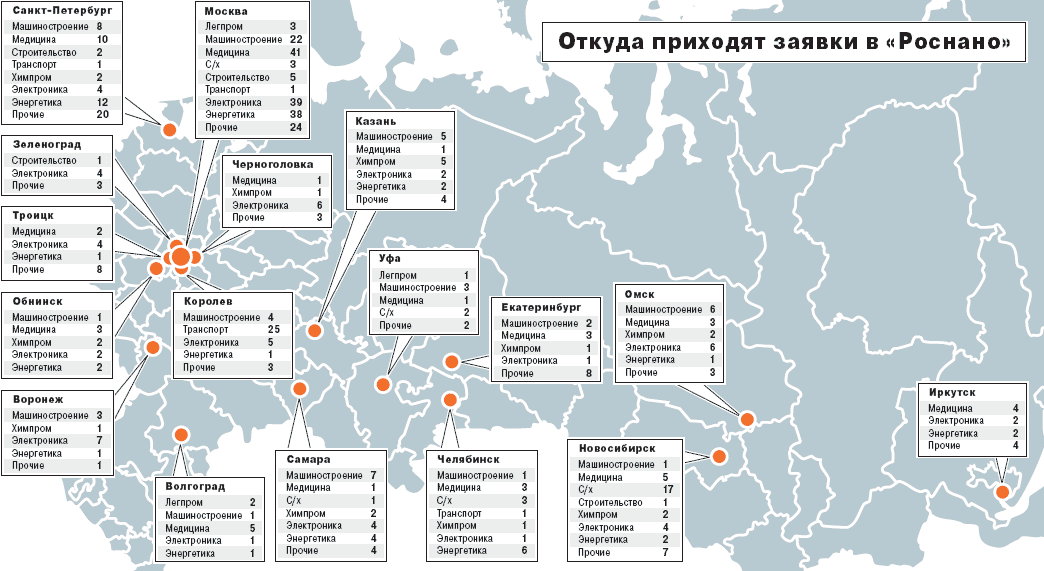 Откуда приходят заявки в «Роснано»
Санкт-Петербург
Машиностроение 8
Медицина 10
Строительство 2
Транспорт 1
Химпром 2
Электроника 4
Энергетика 12
Прочие 20
Москва
Легпром 3
Машиностроение 22
Медицина 41
С/х 3
Строительство 5
Транспорт 1
Электроника 39
Энергетика 38
Прочие 24
Зеленоград
Строительство 1
Электроника 4
Прочие 3
Черноголовка
Медицина 1
Химпром 1
Электроника 6
Прочие 3
Казань
Машиностроение 5
Медицина 1
Химпром 5
Электроника 2
Энергетика 2
Прочие 4
Троицк
Медицина 2
Электроника 4
Энергетика 1
Прочие 8
Обнинск
Машиностроение 1
Медицина 3
Химпром 2
Электроника 2
Энергетика 2
Королев
Машиностроение 4
Транспорт 25
Электроника 5
Энергетика 1
Прочие 3
Уфа
Легпром 1
Машиностроение 3
Медицина 1
С/х 2
Прочие 2
Екатеринбург
Машиностроение 2
Медицина 3
Химпром 1
Электроника 1
Прочие 8
Омск
Машиностроение 6
Медицина 3
Химпром 2
Электроника 6
Энергетика 1
Прочие 3
Иркутск
Медицина 4
Электроника 2
Энергетика 2
Прочие 4
Воронеж
Машиностроение 3
Химпром 1
Электроника 7
Энергетика 1
Прочие 1
Волгоград
Легпром 2
Машиностроение 1
Медицина 5
Электроника 1
Энергетика 1
Самара
Машиностроение 7
Медицина 1
С/х 1
Химпром 2
Электроника 4
Энергетика 4
Прочие 4
Челябинск
Машиностроение 1
Медицина 3
С/х 3
Транспорт 1
Химпром 1
Электроника 1
Энергетика 6
Новосибирск
Машиностроение 1
Медицина 5
С/х 17
Строительство 1
Химпром 2
Электроника 4
Энергетика 2
Прочие 7